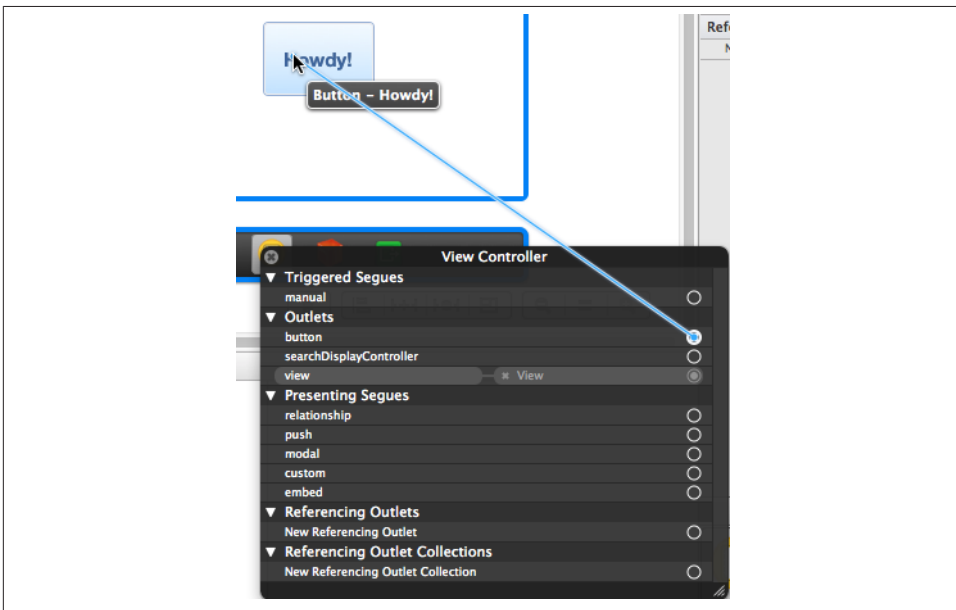 Howdy!
Button – Howdy!
View Controller
Triggered Segues
manual
Outlets
button
searchDisplayController
view
View
Presenting Segues
relationship
push
modal
custom
embed
Referencing Outlets
New Referencing Outlet
Referencing Outlet Collections
New Referencing Outlet Collection